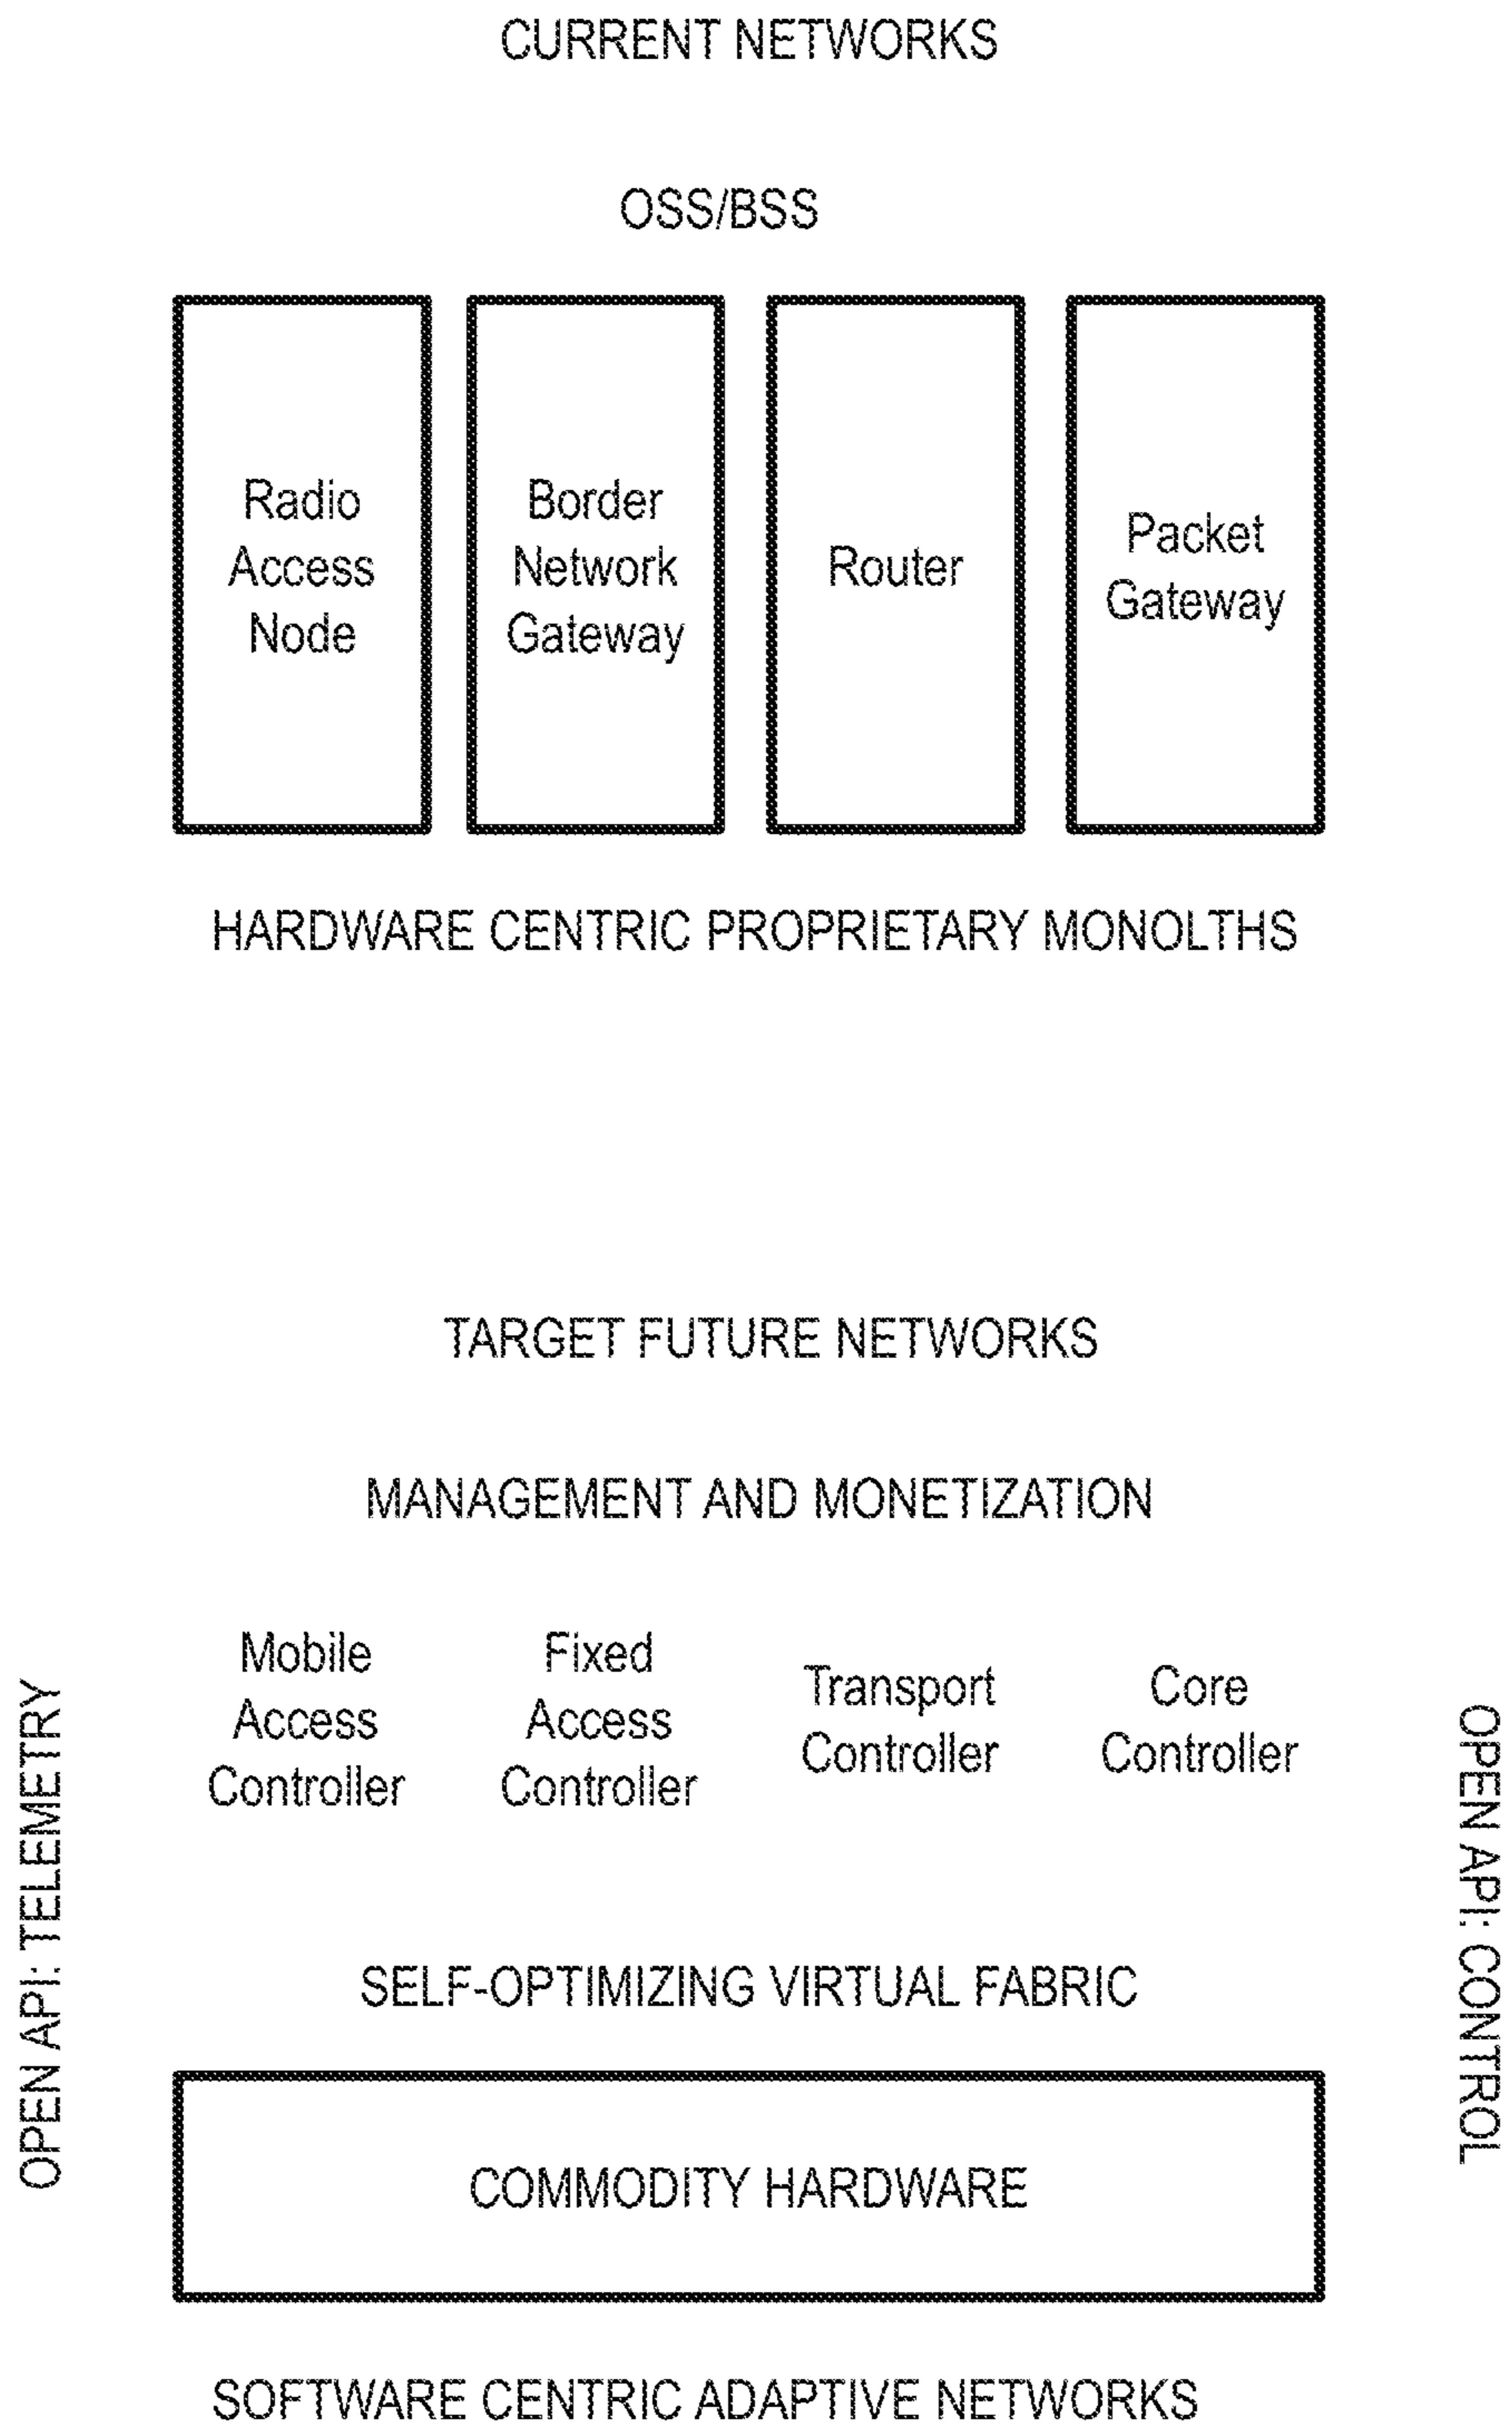 CURRENT NETWORKS
OSS/BSS
Radio
Access
Node
Border
Network
Gateway
Router
Packet
Gateway
HARDWARE CENTRIC PROPRIETARY MONOLTHS
TARGET FUTURE NETWORKS
MANAGEMENT AND MONETIZATION
OPEN API: TELEMETRY
Mobile
Access
Controller
Fixed
Access
Controller
Transport
Controller
Core
Controller
OPEN API: CONTROL
SELF-OPTIMIZING VIRTUAL FABRIC
COMMODITY HARDWARE
SOFTWARE CENTRIC ADAPTIVE NETWORKS